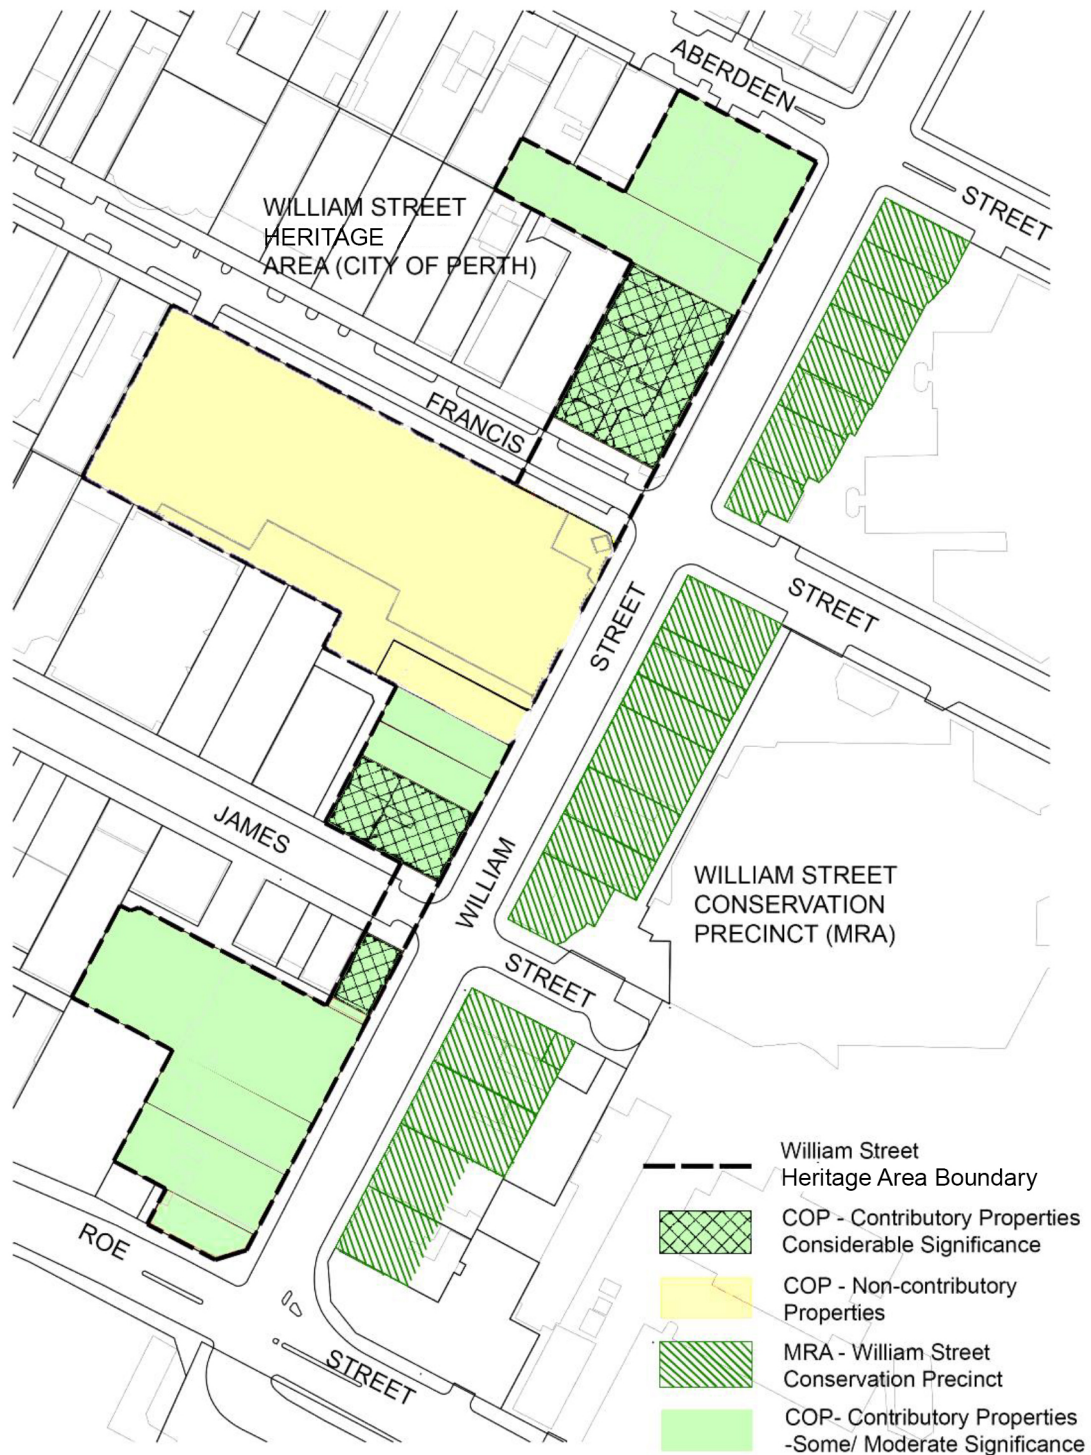 ABERDEEN
STREET
WILLIAM STREET
HERITAGE
AREA (CITY OF PERTH)
FRANCIS
STREET
STREET
JAMES
WILLIAM
WILLIAM STREET
CONSERVATION
PRECINCT (MRA)
STREET
ROE
STREET
William Street
Heritage Area Boundary
COP - Contributory Properties
Considerable Significance
COP - Non-contributory
Properties
MRA - William Street
Conservation Precinct
COP- Contributory Properties
-Some/ Moderate Significance